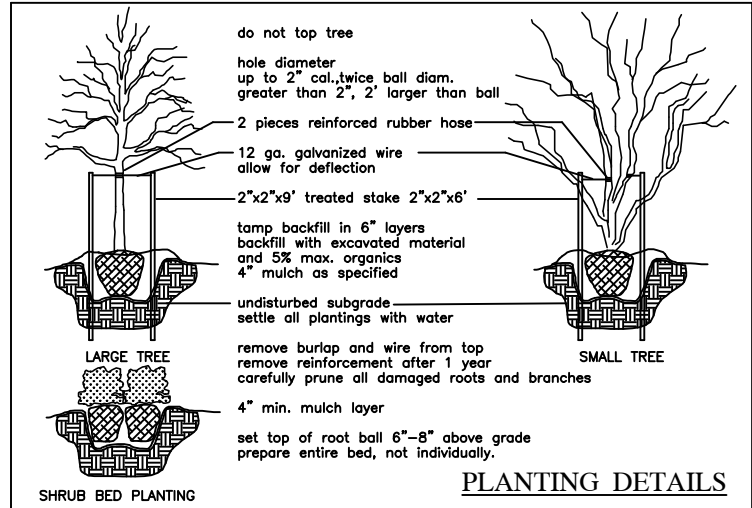 do not top tree
hole diameter
up to 2" cal.,twice ball diam.
greater than 2", 2' larger than ball
2 pieces reinforced rubber hose
12 ga. galvanized wire
allow for deflection
2"x2"x9' treated stake 2"x2"x6'
tamp backfill in 6" layers
backfill with excavated material
and 5% max. organics
4" mulch as specified
undisturbed subgrade
settle all plantings with water
LARGE TREE
SMALL TREE
remove burlap and wire from top
remove reinforcement after 1 year
carefully prune all damaged roots and branches
4" min. mulch layer
set top of root ball 6"-8" above grade
prepare entire bed, not individually.
SHRUB BED PLANTING
PLANTING DETAILS